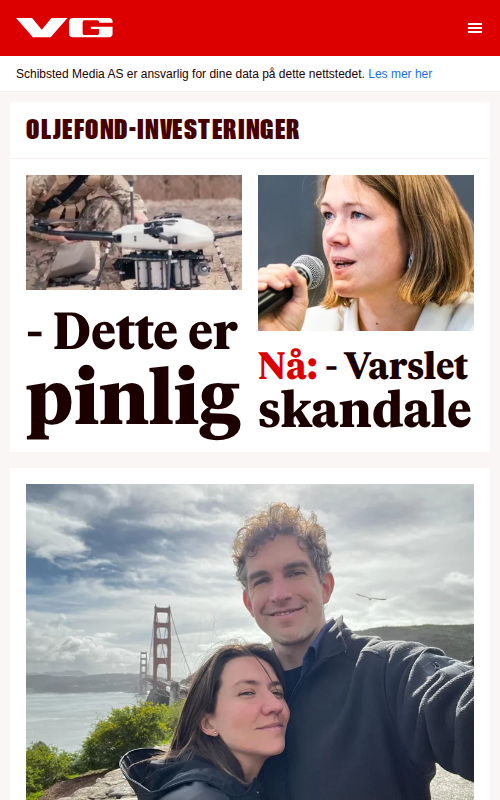 VG
Schibsted Media AS er ansvarlig for dine data på dette nettstedet. Les mer her
OLJEFOND-INVESTERINGER
- Dette er
pinlig
Nå: - Varslet
skandale